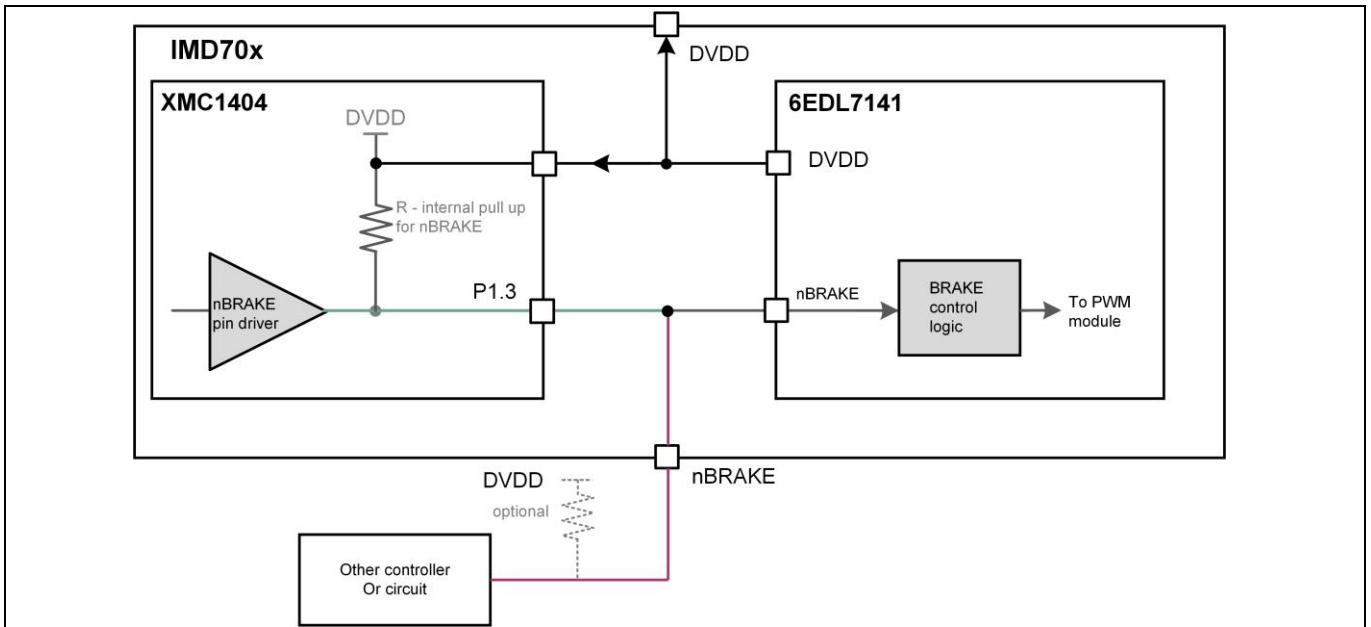 IMD70x
DVDD
XMC1404
6EDL7141
DVDD
DVDD
R - internal pull up
for nBRAKE
nBRAKE
pin driver
P1.3
nBRAKE
BRAKE
control
logic
To PWM
module
DVDD
optional
nBRAKE
Other controller
Or circuit